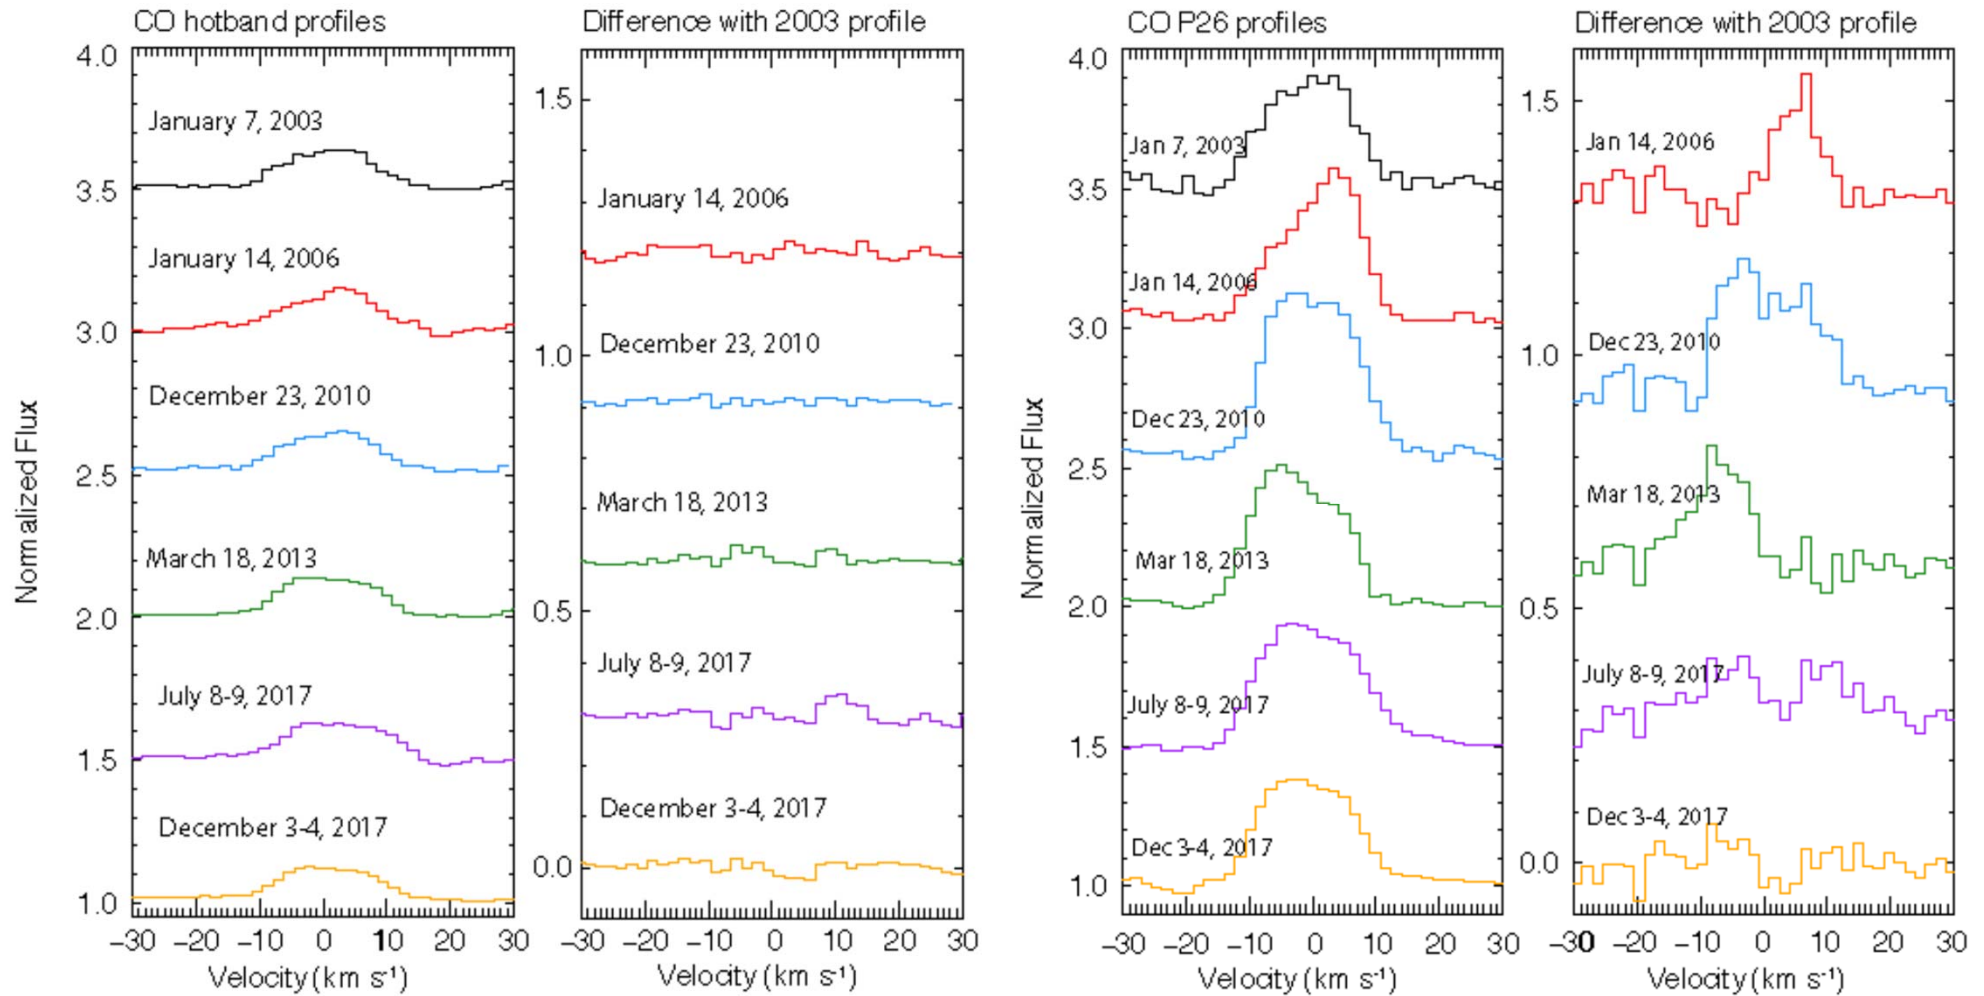 CO hotband profiles
4.0
3.5
3.0
2.5
2.0
1.5
1.0
Normalized Flux
January 7, 2003
January 14, 2006
December 23, 2010
March 18, 2013
July 8-9, 2017
December 3-4, 2017
−30 −20 −10 0 10 20 30
Velocity (km s⁻¹)
Difference with 2003 profile
1.5
1.0
0.5
0.0
January 14, 2006
December 23, 2010
March 18, 2013
July 8-9, 2017
December 3-4, 2017
−30 −20 −10 0 10 20 30
Velocity (km s⁻¹)
CO P26 profiles
4.0
3.5
3.0
2.5
2.0
1.5
1.0
Normalized Flux
Jan 7, 2003
Jan 14, 2006
Dec 23, 2010
Mar 18, 2013
July 8-9, 2017
Dec 3-4, 2017
−30 −20 −10 0 10 20 30
Velocity (km s⁻¹)
Difference with 2003 profile
1.5
1.0
0.5
0.0
Jan 14, 2006
Dec 23, 2010
Mar 18, 2013
July 8-9, 2017
Dec 3-4, 2017
−30 −20 −10 0 10 20 30
Velocity (km s⁻¹)